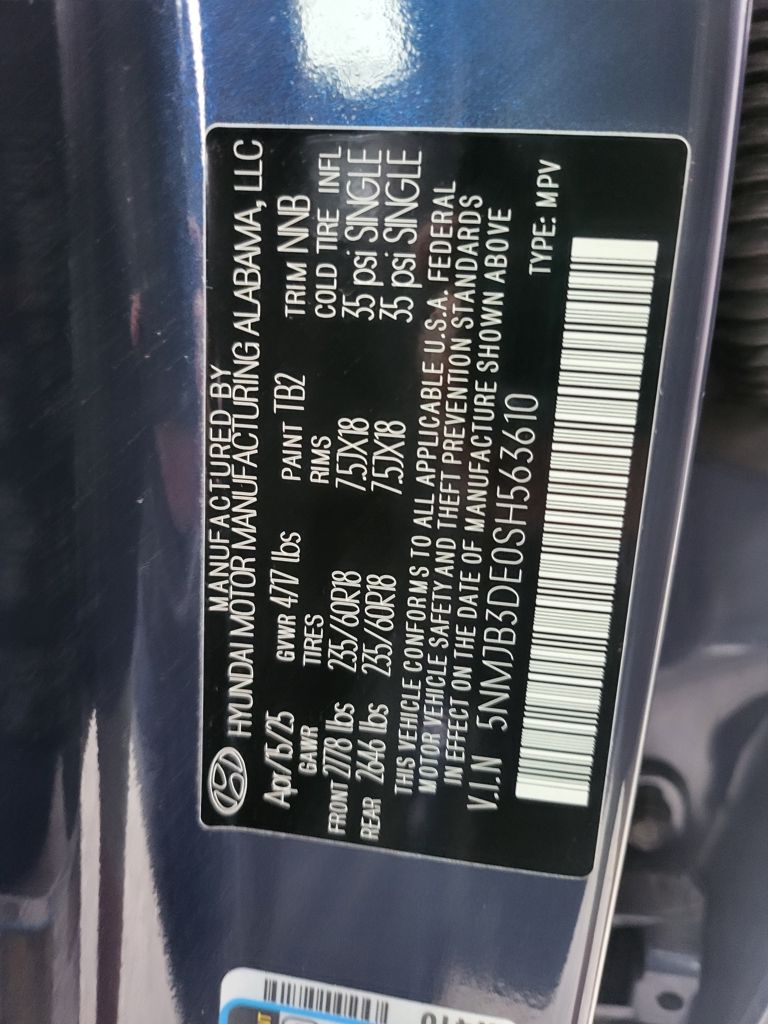 MANUFACTURED BY
HYUNDAI MOTOR MANUFACTURING ALABAMA, LLC
Apr/15/25 GVWR 4717 lbs PAINT TB2 TRIM NNB
GAWR TIRES RIMS COLD TIRE INFL
FRONT 2778 lbs 235/60R18 7.5JX18 35 psi SINGLE
REAR 2646 lbs 235/60R18 7.5JX18 35 psi SINGLE
THIS VEHICLE CONFORMS TO ALL APPLICABLE U.S.A. FEDERAL
MOTOR VEHICLE SAFETY AND THEFT PREVENTION STANDARDS
IN EFFECT ON THE DATE OF MANUFACTURE SHOWN ABOVE
V.I.N 5NMJB3DE0SH563610
TYPE: MPV